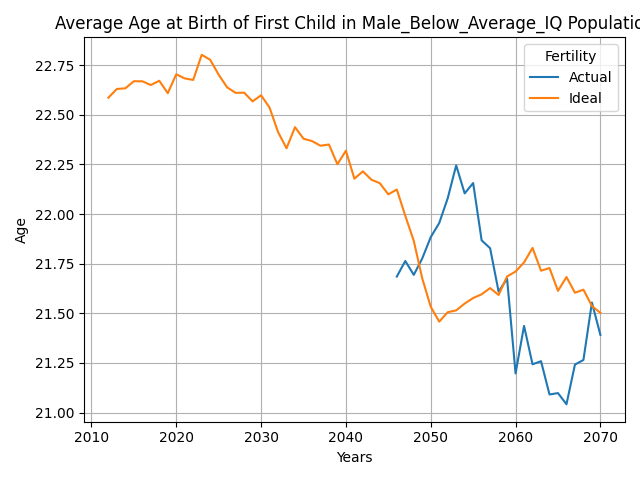 Average Age at Birth of First Child in Male_Below_Average_IQ Populatio
Fertility
Actual
Ideal
22.75
22.50
22.25
22.00
21.75
21.50
21.25
21.00
Age
2010 2020 2030 2040 2050 2060 2070
Years